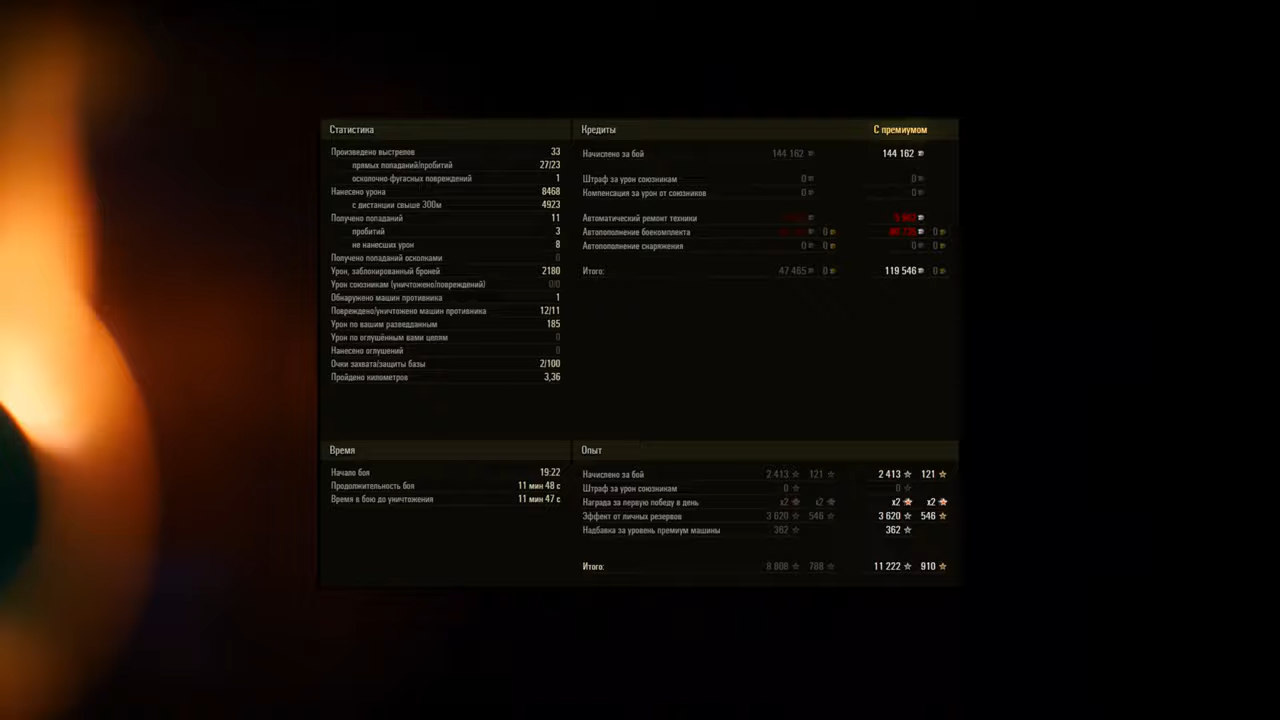 Статистика
Произведено выстрелов 33
прямых попаданий/пробитий 27/23
осколочно-фугасных повреждений 1
Нанесено урона 8468
с дистанции свыше 300м 4923
Получено попаданий 11
пробитий 3
не нанесших урон 8
Получено попаданий осколками 0
Урон, заблокированный броней 2180
Урон союзникам (уничтожено/повреждений) 0/0
Обнаружено машин противника 1
Повреждено/уничтожено машин противника 12/11
Урон по вашим разведданным 185
Урон по оглушённым вами целям 0
Нанесено оглушений 0
Очки захвата/защиты базы 2/100
Пройдено километров 3,36
Кредиты С премиумом
Начислено за бой 144 162 144 162
Штраф за урон союзникам 0 0
Компенсация за урон от союзников 0 0
Автоматический ремонт техники
Автопополнение боекомплекта 0 0
Автопополнение снаряжения 0 0 0 0
Итого: 47 465 0 119 546 0
Время
Начало боя 19:22
Продолжительность боя 11 мин 48 с
Время в бою до уничтожения 11 мин 47 с
Опыт
Начислено за бой 2 413 121 2 413 121
Штраф за урон союзникам 0 0
Награда за первую победу в день x2 x2 x2 x2
Эффект от личных резервов 3 620 546 3 620 546
Надбавка за уровень премиум машины 362 362
Итого: 8 808 788 11 222 910